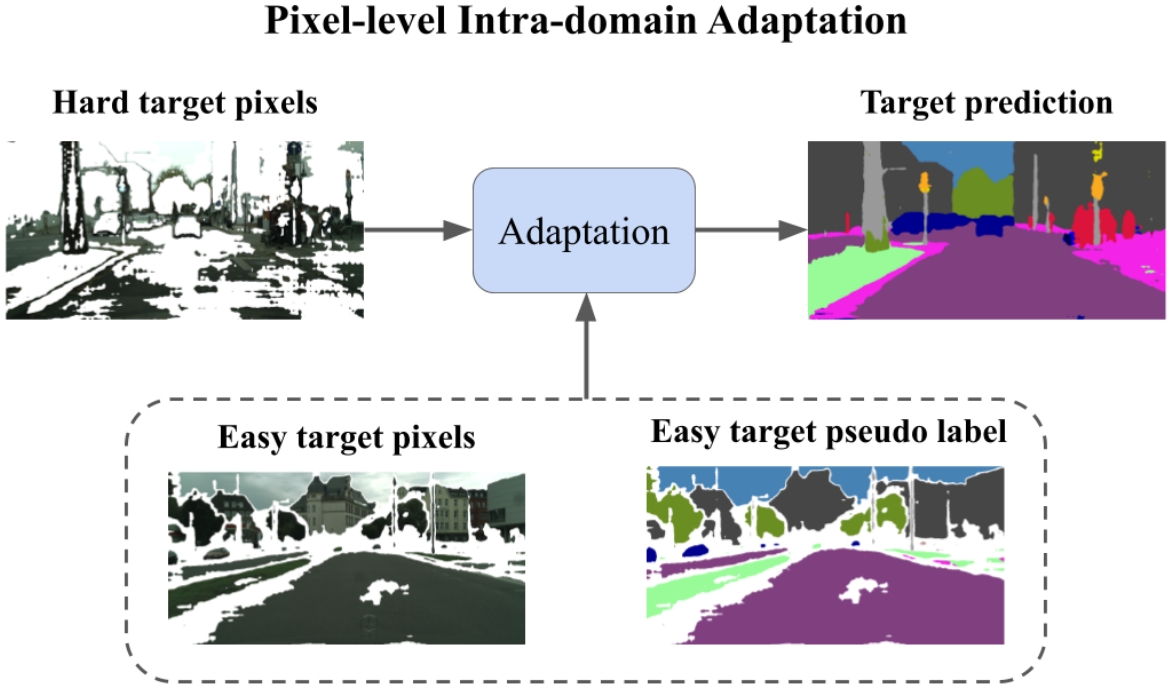 Pixel-level Intra-domain Adaptation
Hard target pixels
Target prediction
Adaptation
Easy target pixels
Easy target pseudo label